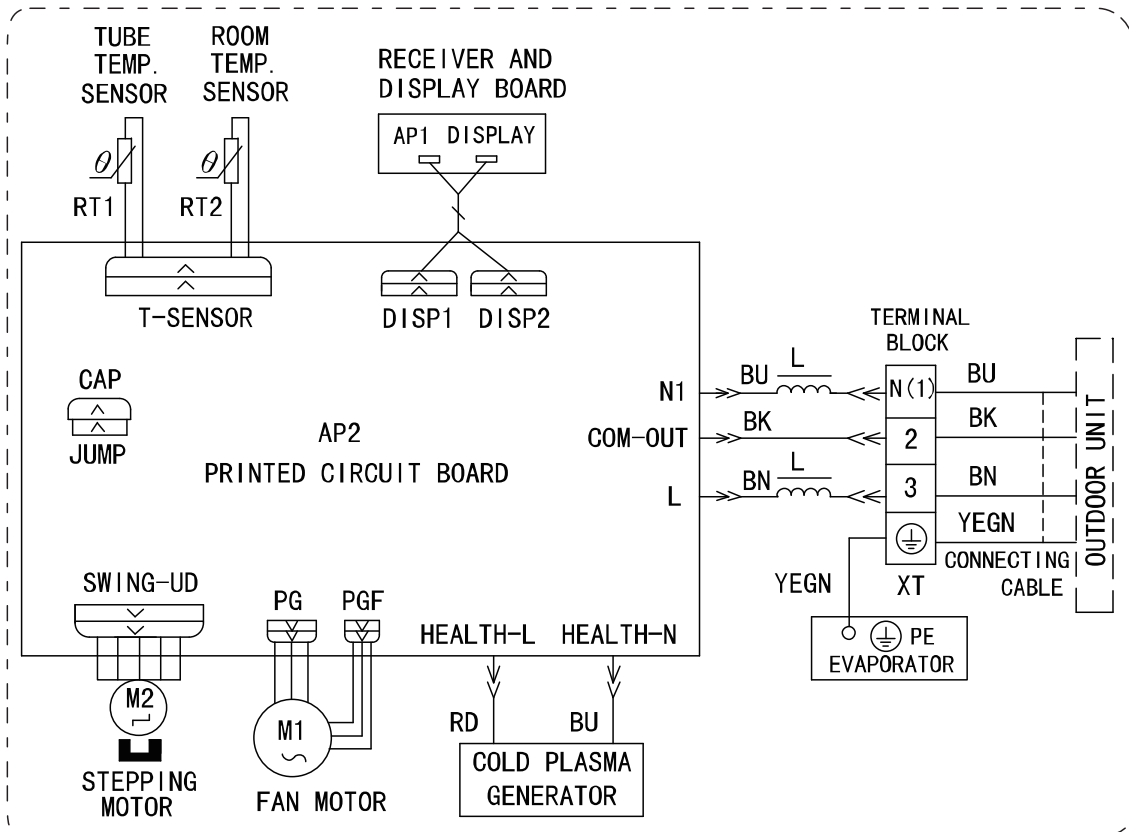 TUBE
TEMP.
SENSOR
ROOM
TEMP.
SENSOR
RECEIVER AND
DISPLAY BOARD
AP1 DISPLAY
θ
θ
RT1
RT2
T-SENSOR
DISP1
DISP2
TERMINAL
BLOCK
CAP
JUMP
AP2
PRINTED CIRCUIT BOARD
N1
BU
L
N(1)
BU
COM-OUT
BK
2
BK
L
BN
L
3
BN
YEGN
OUTDOOR UNIT
CONNECTING
CABLE
XT
YEGN
PE
EVAPORATOR
SWING-UD
PG
PGF
HEALTH-L
HEALTH-N
M2
M1
RD
BU
STEPPING
MOTOR
FAN MOTOR
COLD PLASMA
GENERATOR